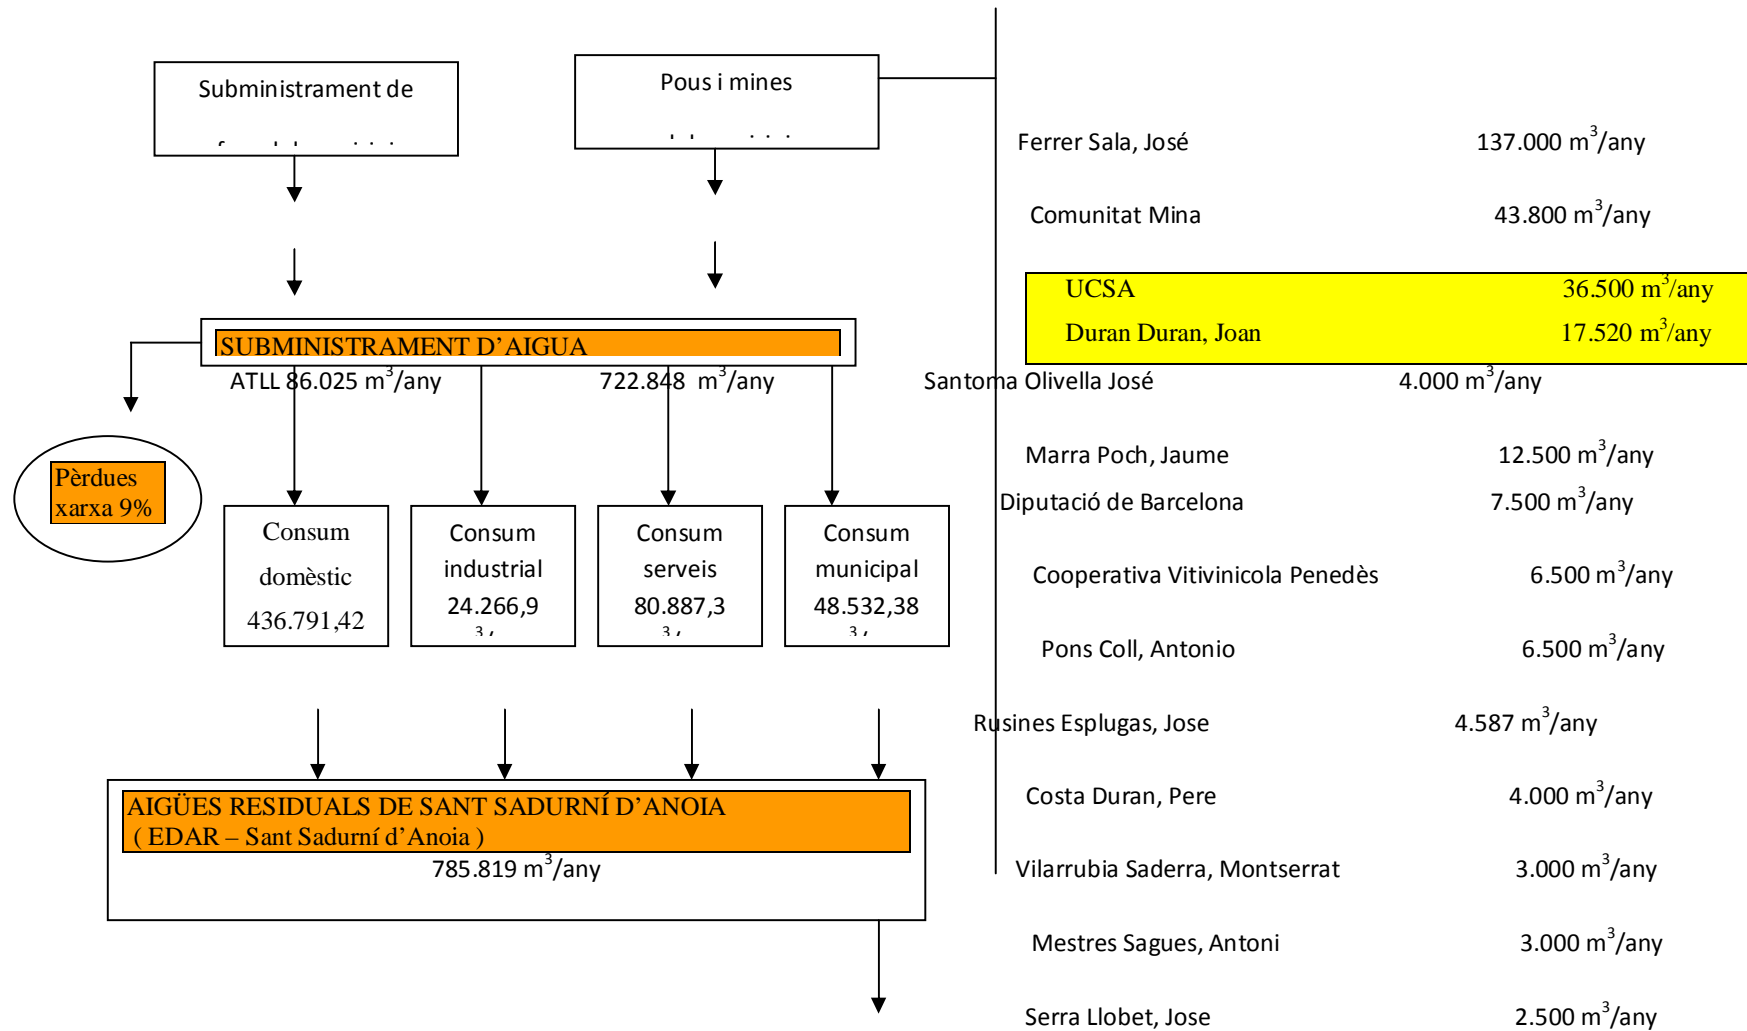 Subministrament de
Pous i mines
SUBMINISTRAMENT D’AIGUA
ATLL 86.025 m³/any 722.848 m³/any
Pèrdues
xarxa 9%
Consum
domèstic
436.791,42
Consum
industrial
24.266,9
Consum
serveis
80.887,3
Consum
municipal
48.532,38
AIGÜES RESIDUALS DE SANT SADURNÍ D’ANOIA
( EDAR – Sant Sadurní d’Anoia )
785.819 m³/any
Ferrer Sala, José 137.000 m³/any
Comunitat Mina 43.800 m³/any
UCSA 36.500 m³/any
Duran Duran, Joan 17.520 m³/any
Santoma Olivella José 4.000 m³/any
Marra Poch, Jaume 12.500 m³/any
Diputació de Barcelona 7.500 m³/any
Cooperativa Vitivinicola Penedès 6.500 m³/any
Pons Coll, Antonio 6.500 m³/any
Rusines Esplugas, Jose 4.587 m³/any
Costa Duran, Pere 4.000 m³/any
Vilarrubia Saderra, Montserrat 3.000 m³/any
Mestres Sagues, Antoni 3.000 m³/any
Serra Llobet, Jose 2.500 m³/any